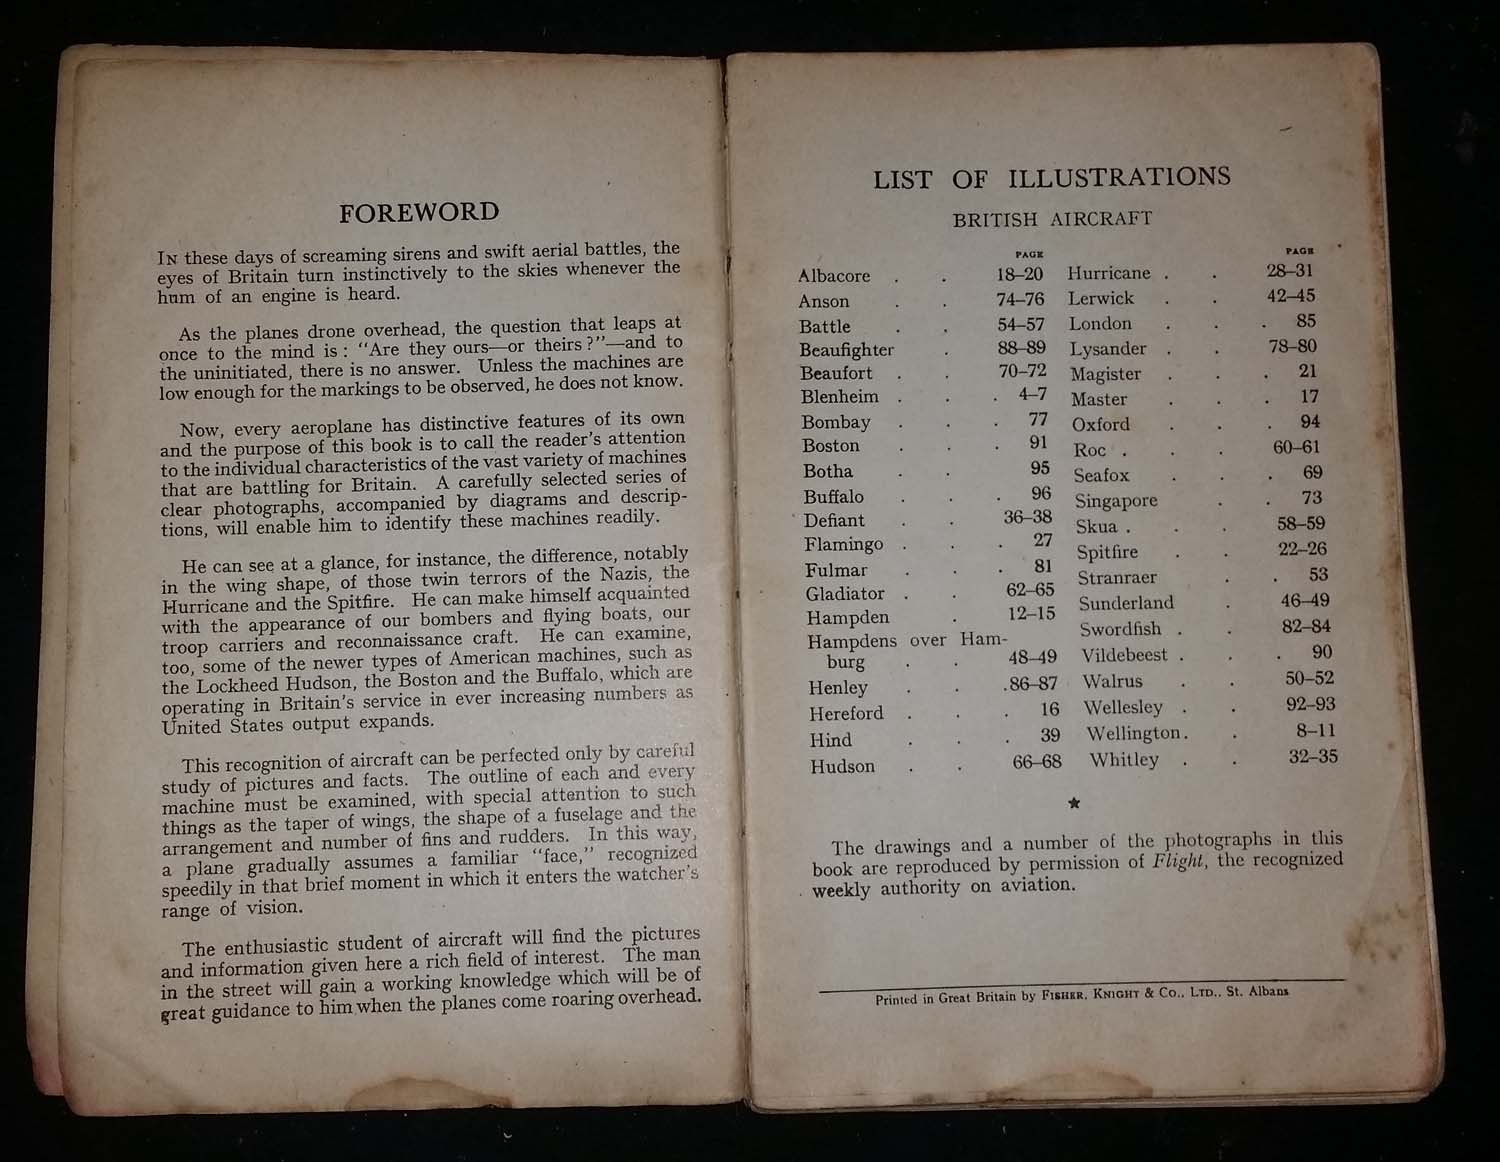 FOREWORD
IN these days of screaming sirens and swift aerial battles, the
eyes of Britain turn instinctively to the skies whenever the
hum of an engine is heard.
As the planes drone overhead, the question that leaps at
once to the mind is : "Are they ours—or theirs ?"—and to
the uninitiated, there is no answer. Unless the machines are
low enough for the markings to be observed, he does not know.
Now, every aeroplane has distinctive features of its own
and the purpose of this book is to call the reader's attention
to the individual characteristics of the vast variety of machines
that are battling for Britain. A carefully selected series of
clear photographs, accompanied by diagrams and descrip-
tions, will enable him to identify these machines readily.
He can see at a glance, for instance, the difference, notably
in the wing shape, of those twin terrors of the Nazis, the
Hurricane and the Spitfire. He can make himself acquainted
with the appearance of our bombers and flying boats, our
troop carriers and reconnaissance craft. He can examine,
too, some of the newer types of American machines, such as
the Lockheed Hudson, the Boston and the Buffalo, which are
operating in Britain's service in ever increasing numbers as
United States output expands.
This recognition of aircraft can be perfected only by careful
study of pictures and facts. The outline of each and every
machine must be examined, with special attention to such
things as the taper of wings, the shape of a fuselage and the
arrangement and number of fins and rudders. In this way,
a plane gradually assumes a familiar "face," recognized
speedily in that brief moment in which it enters the watcher's
range of vision.
The enthusiastic student of aircraft will find the pictures
and information given here a rich field of interest. The man
in the street will gain a working knowledge which will be of
great guidance to him when the planes come roaring overhead.
LIST OF ILLUSTRATIONS
BRITISH AIRCRAFT
PAGE
Albacore . . 18–20
Anson . . 74–76
Battle . . 54–57
Beaufighter . 88–89
Beaufort . . 70–72
Blenheim . . . 4–7
Bombay . . . 77
Boston . . . 91
Botha . . 95
Buffalo . . . 96
Defiant . . 36–38
Flamingo . . . 27
Fulmar . . . 81
Gladiator . . 62–65
Hampden . 12–15
Hampdens over Ham-
burg . . 48–49
Henley . . . 86–87
Hereford . . . 16
Hind . . . 39
Hudson . . 66–68
PAGE
Hurricane . . 28–31
Lerwick . . 42–45
London . . . 85
Lysander . . 78–80
Magister . . . 21
Master . . . 17
Oxford . . . 94
Roc . . . 60–61
Seafox . . . 69
Singapore . . 73
Skua . . . 58–59
Spitfire . . 22–26
Stranraer . . 53
Sunderland . 46–49
Swordfish . . 82–84
Vildebeest . . . 90
Walrus . . 50–52
Wellesley . . 92–93
Wellington . . 8–11
Whitley . . 32–35
★
The drawings and a number of the photographs in this
book are reproduced by permission of Flight, the recognized
weekly authority on aviation.
Printed in Great Britain by FISHER, KNIGHT & CO., LTD., St. Albans